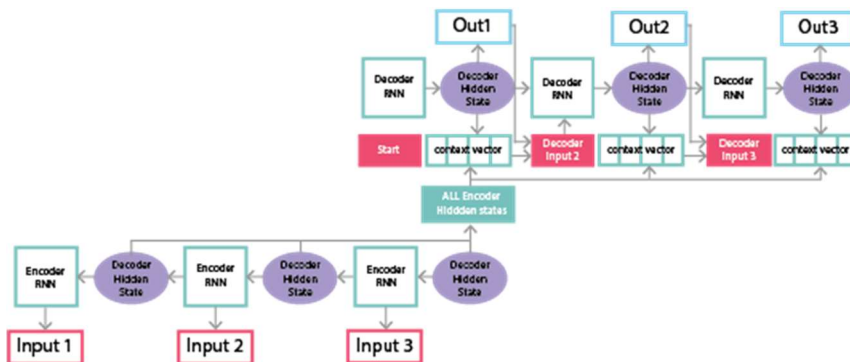 Out1
Out2
Out3
Decoder
RNN
Decoder
Hidden
State
Decoder
RNN
Decoder
Hidden
State
Decoder
RNN
Decoder
Hidden
State
Start
context vector
Decoder
Input 2
context vector
Decoder
Input 3
context vector
ALL Encoder
Hiddden states
Encoder
RNN
Decoder
Hidden
State
Encoder
RNN
Decoder
Hidden
State
Encoder
RNN
Decoder
Hidden
State
Input 1
Input 2
Input 3